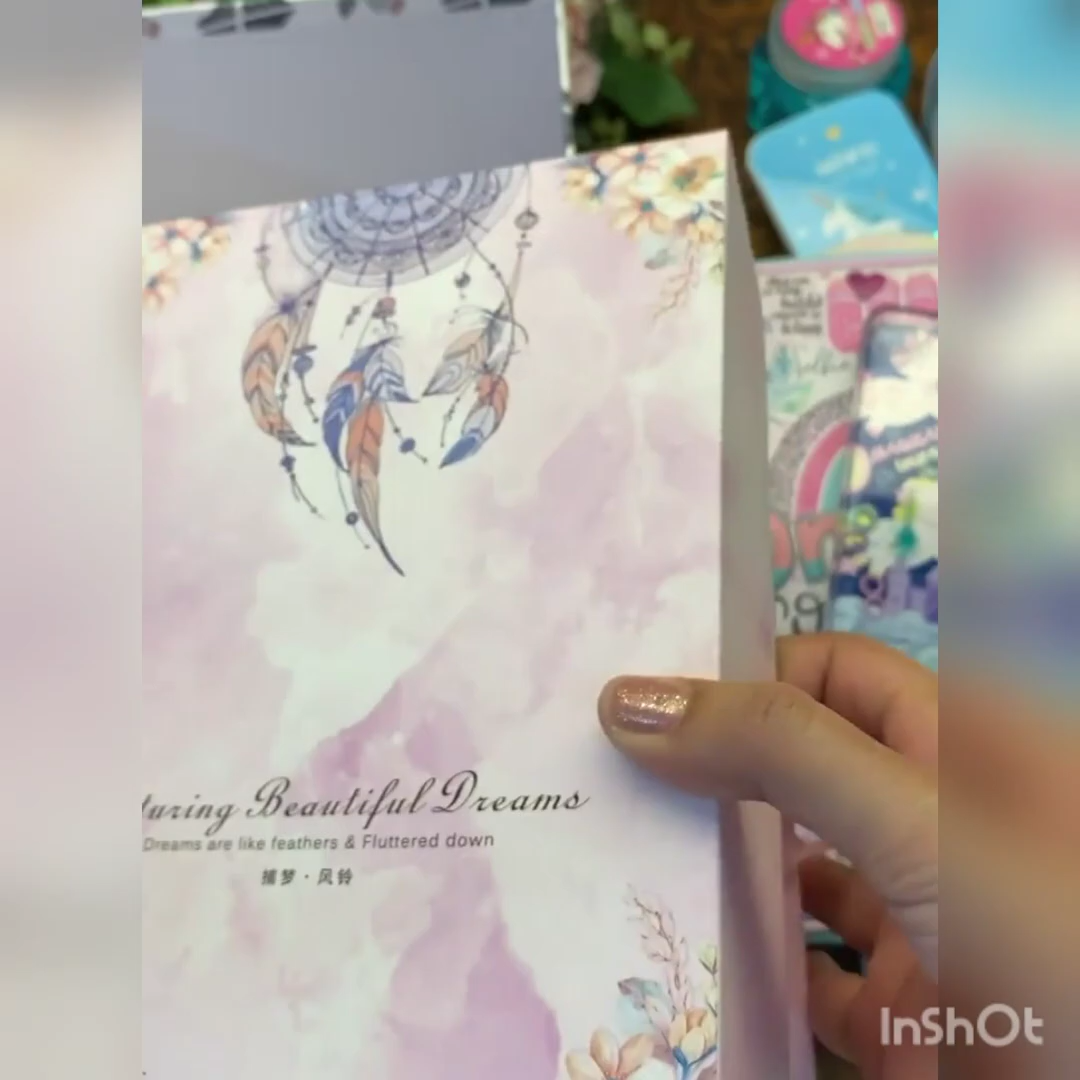 turing Beautiful Dreams
Dreams are like feathers & Fluttered down
捕梦·风铃
InShOt